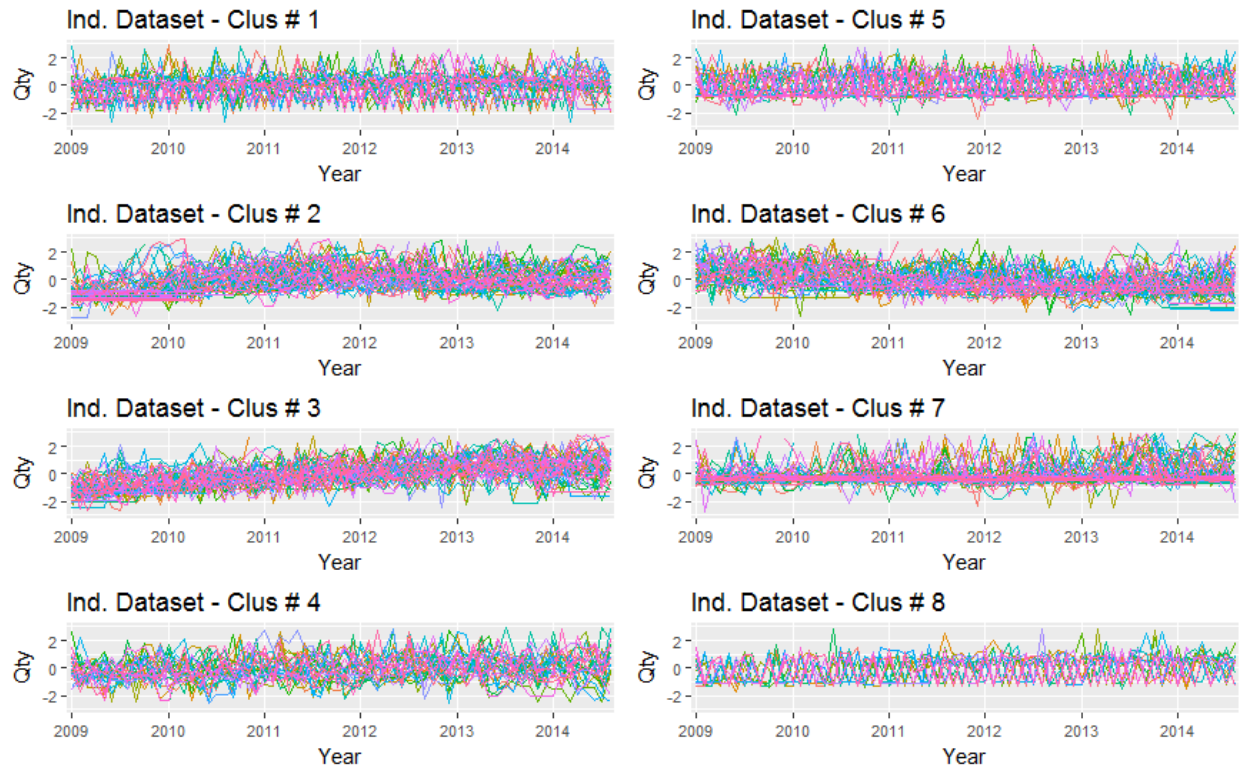 Ind. Dataset - Clus # 1
Qty
2
0
-2
2009 2010 2011 2012 2013 2014
Year
Ind. Dataset - Clus # 5
Qty
2
0
-2
2009 2010 2011 2012 2013 2014
Year
Ind. Dataset - Clus # 2
Qty
2
0
-2
2009 2010 2011 2012 2013 2014
Year
Ind. Dataset - Clus # 6
Qty
2
0
-2
2009 2010 2011 2012 2013 2014
Year
Ind. Dataset - Clus # 3
Qty
2
0
-2
2009 2010 2011 2012 2013 2014
Year
Ind. Dataset - Clus # 7
Qty
2
0
-2
2009 2010 2011 2012 2013 2014
Year
Ind. Dataset - Clus # 4
Qty
2
0
-2
2009 2010 2011 2012 2013 2014
Year
Ind. Dataset - Clus # 8
Qty
2
0
-2
2009 2010 2011 2012 2013 2014
Year